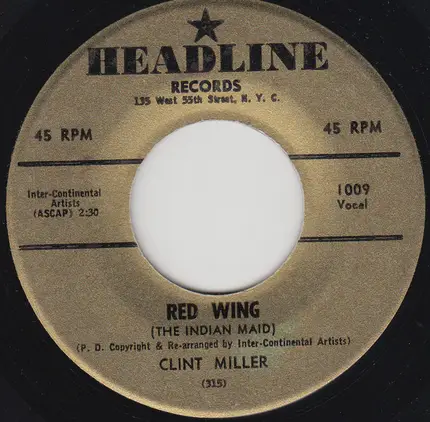 HEADLINE
RECORDS
135 West 55th Street, N. Y. C.
45 RPM
45 RPM
Inter-Continental
Artists
(ASCAP) 2:30
1009
Vocal
RED WING
(THE INDIAN MAID)
(P. D. Copyright & Re-arranged by Inter-Continental Artists)
CLINT MILLER
(315)